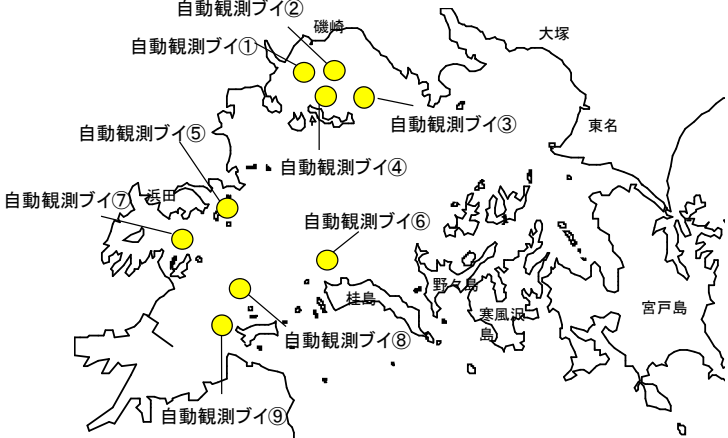 自動観測ブイ②
磯崎
大塚
自動観測ブイ①
自動観測ブイ③
東名
自動観測ブイ⑤
自動観測ブイ④
浜田
自動観測ブイ⑦
自動観測ブイ⑥
野々島
桂島
寒風沢
島
宮戸島
自動観測ブイ⑧
自動観測ブイ⑨